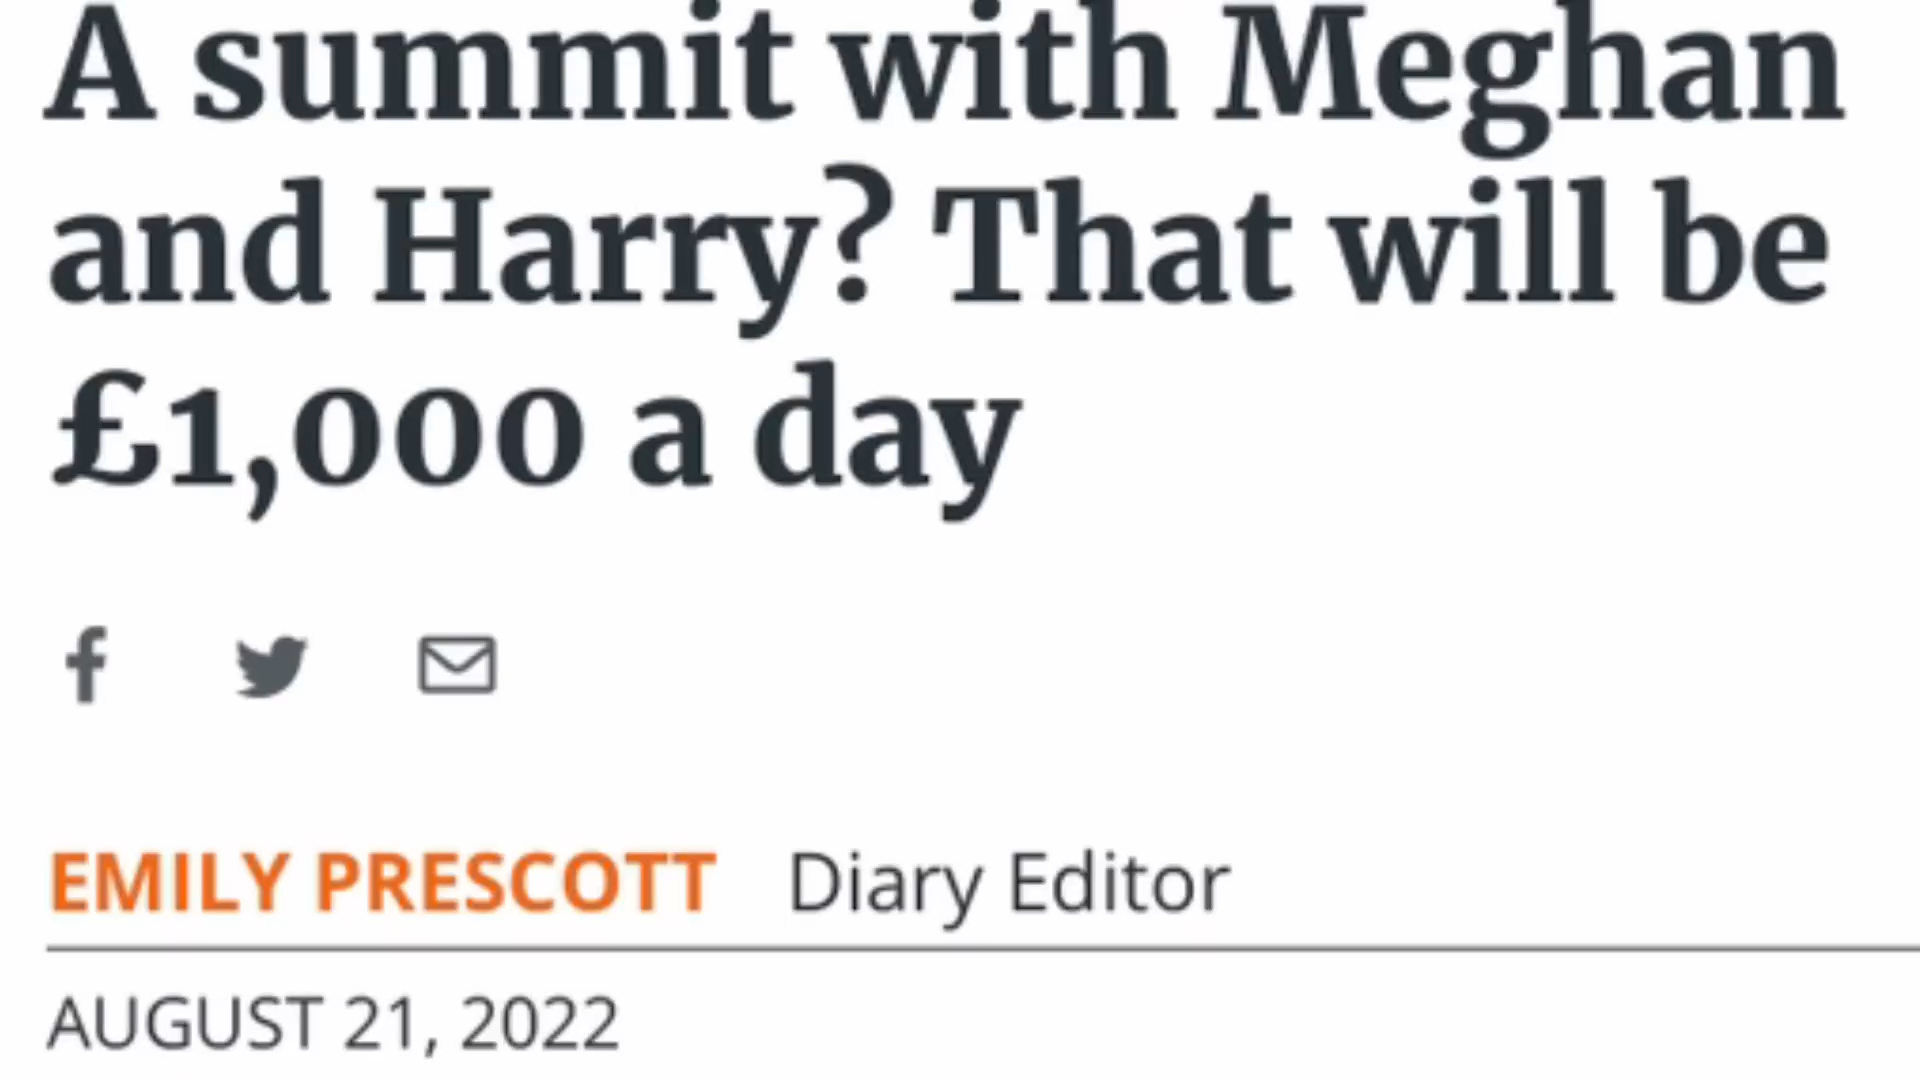 A summit with Meghan
and Harry? That will be
£1,000 a day
EMILY PRESCOTT Diary Editor
AUGUST 21, 2022